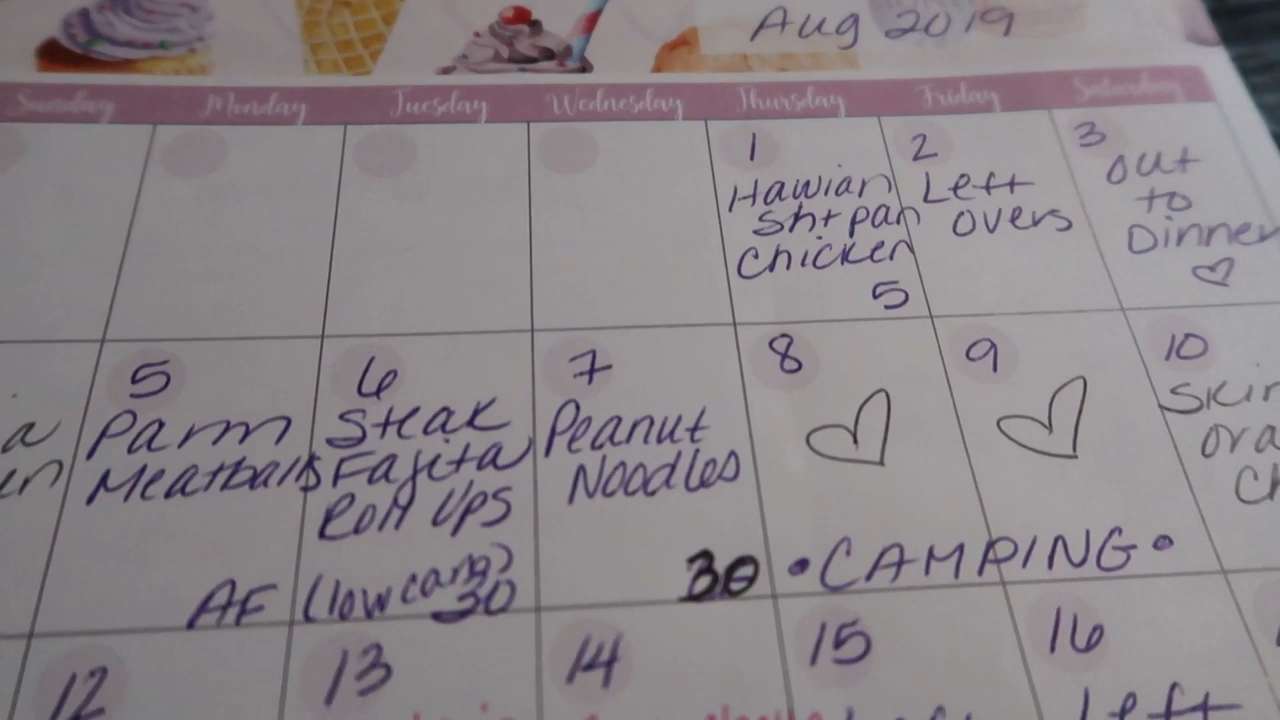 Aug 2019
Sunday Monday Tuesday Wednesday Thursday Friday Saturday
1
Hawian
Sht pan
Chicken
5
2
Left
overs
3
out
to
Dinner
a
5
Parm
Meatballs
AF
6
Steak
Fajita
Roll Ups
(low carb)
30
7
Peanut
Noodles
30
8
9
• CAMPING •
10
12
13
14
15
16
Left